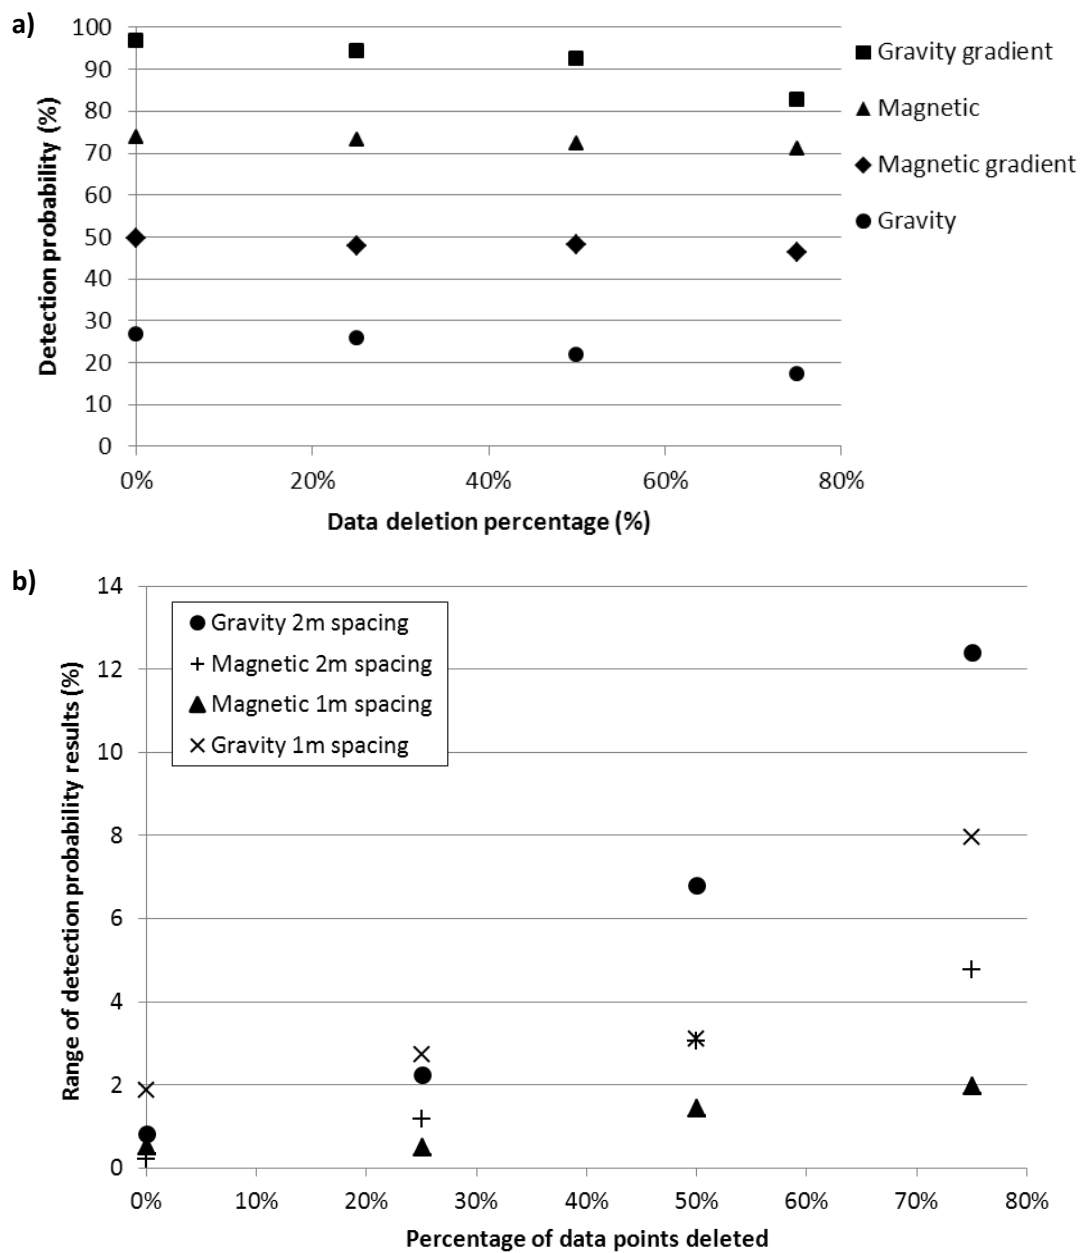 a)
100
90
80
70
60
50
40
30
20
10
0
Detection probability (%)
0% 20% 40% 60% 80%
Data deletion percentage (%)
Gravity gradient
Magnetic
Magnetic gradient
Gravity
b)
14
12
10
8
6
4
2
0
Range of detection probability results (%)
Gravity 2m spacing
Magnetic 2m spacing
Magnetic 1m spacing
Gravity 1m spacing
0% 10% 20% 30% 40% 50% 60% 70% 80%
Percentage of data points deleted